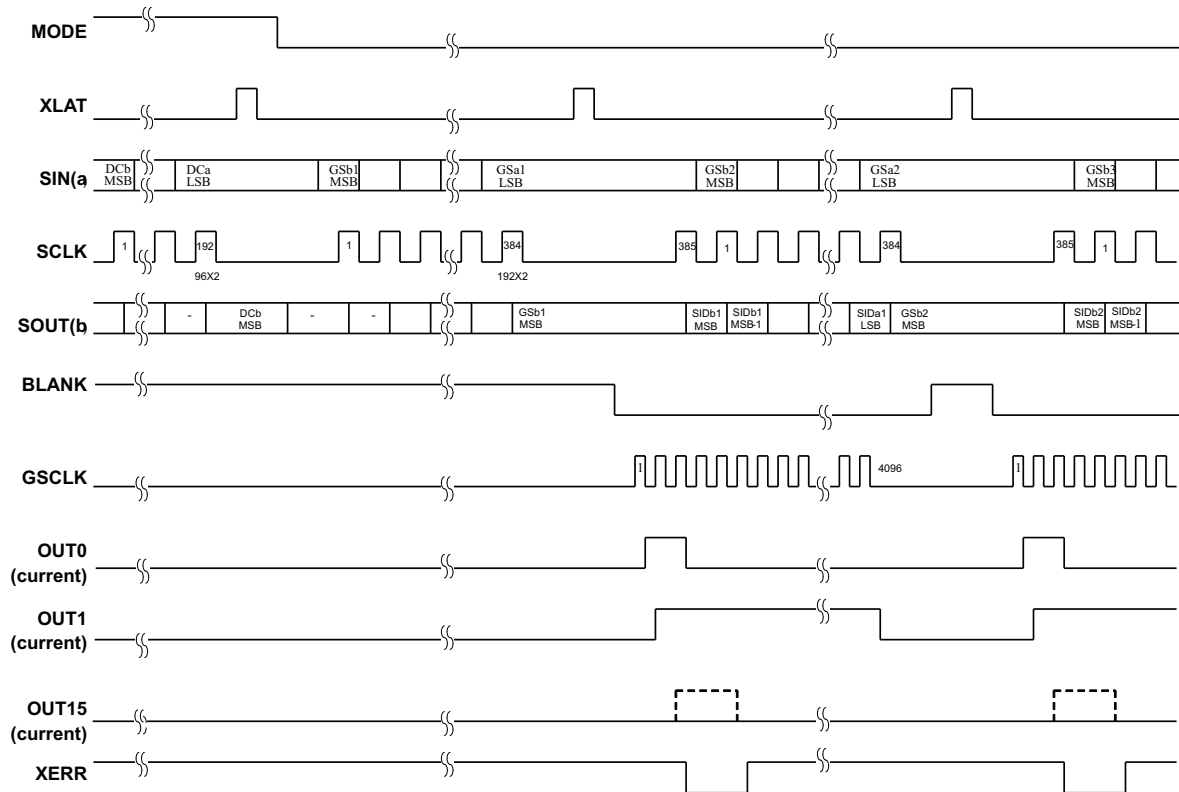 MODE
XLAT
SIN(a)
DCb
MSB
DCa
LSB
GSb1
MSB
GSa1
LSB
GSb2
MSB
GSa2
LSB
GSb3
MSB
SCLK
1
192
1
384
385
1
384
385
1
96X2
192X2
SOUT(b)
-
DCb
MSB
-
-
GSb1
MSB
SIDb1
MSB
SIDb1
MSB-1
SIDa1
LSB
GSb2
MSB
SIDb2
MSB
SIDb2
MSB-1
BLANK
GSCLK
1
4096
1
OUT0
(current)
OUT1
(current)
OUT15
(current)
XERR